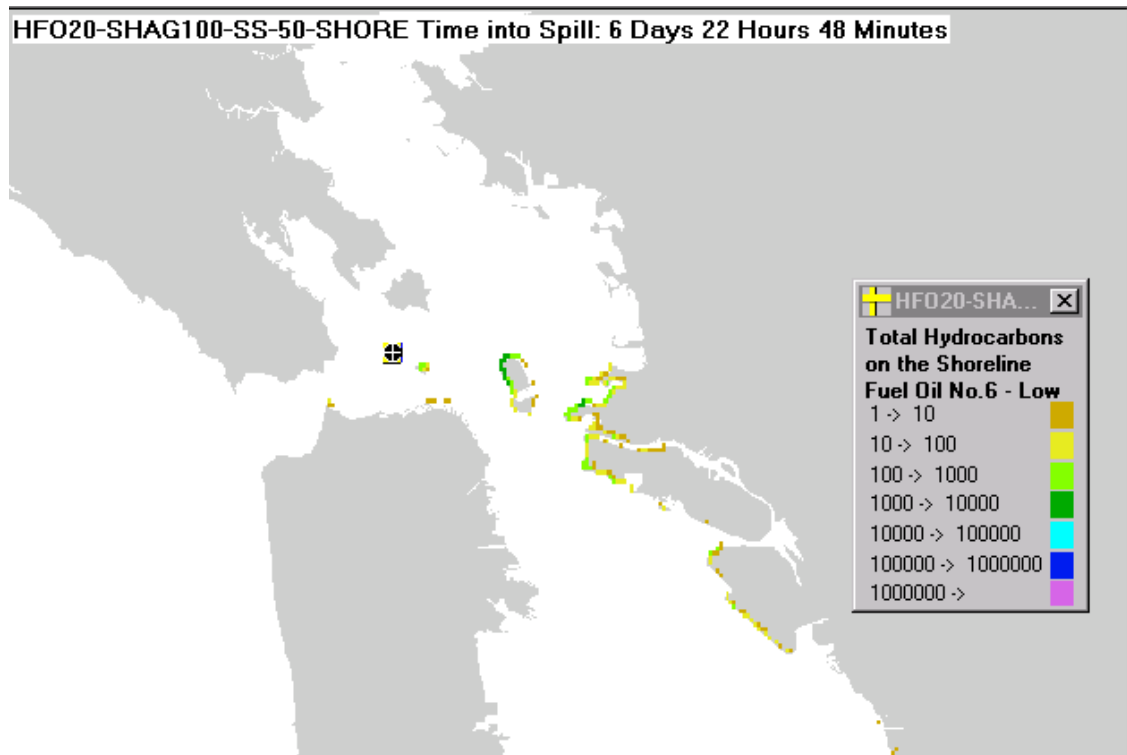 HFO20-SHAG100-SS-50-SHORE Time into Spill: 6 Days 22 Hours 48 Minutes
HFO20-SHA...
Total Hydrocarbons
on the Shoreline
Fuel Oil No.6 - Low
1 -> 10
10 -> 100
100 -> 1000
1000 -> 10000
10000 -> 100000
100000 -> 1000000
1000000 ->